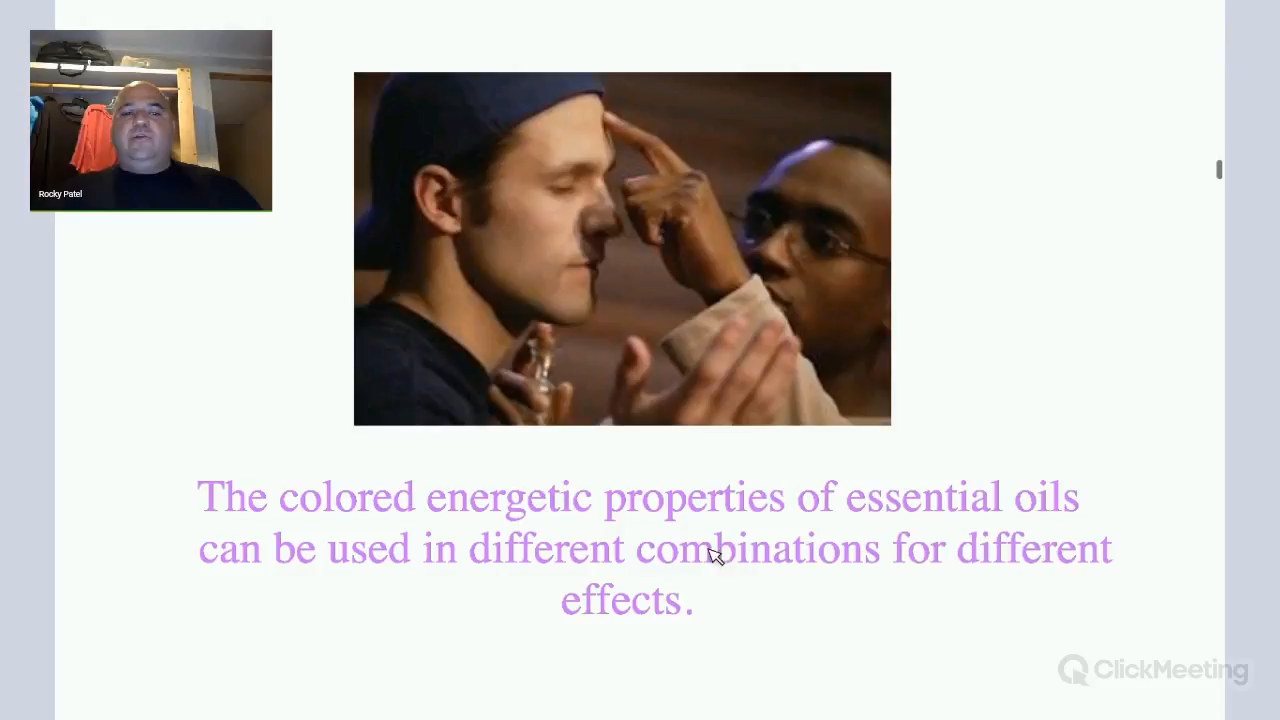 Rocky Patel
The colored energetic properties of essential oils
can be used in different combinations for different
effects.
ClickMeeting